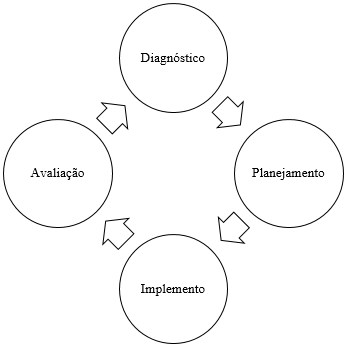 Diagnóstico
Avaliação
Planejamento
Implemento